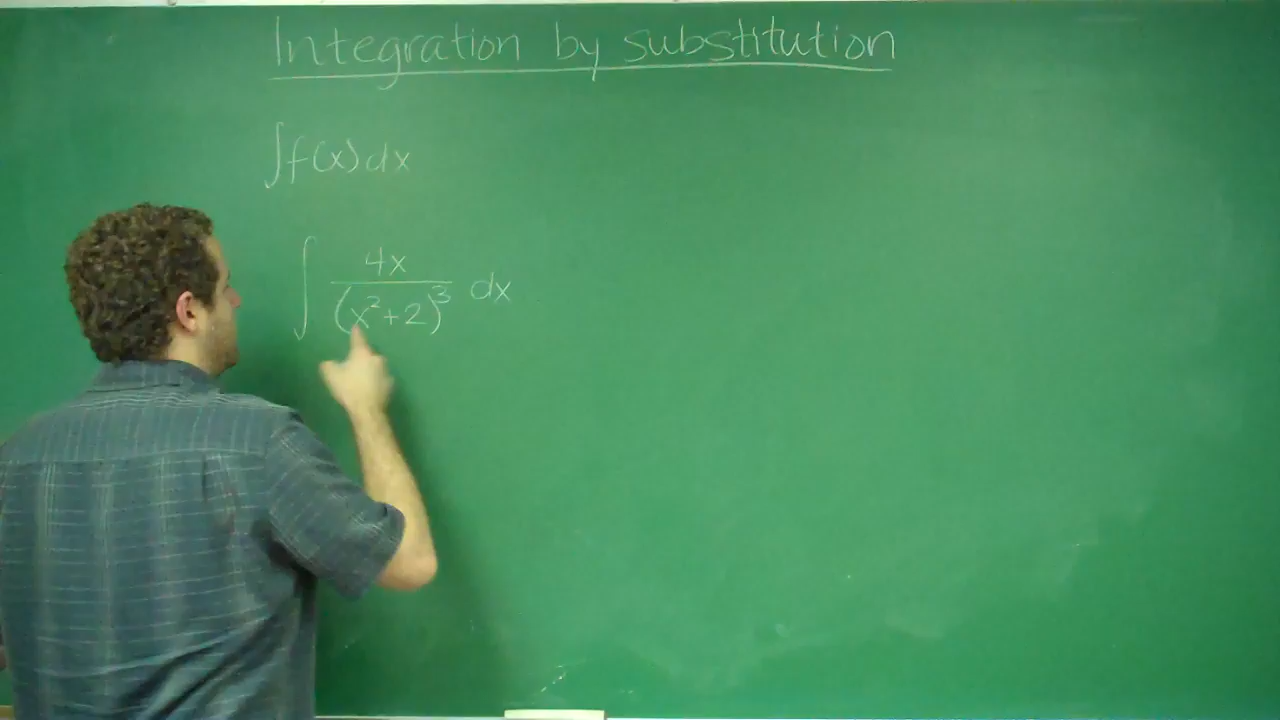 Integration by substitution
∫f(x)dx
∫ 4x/(x²+2)³ dx